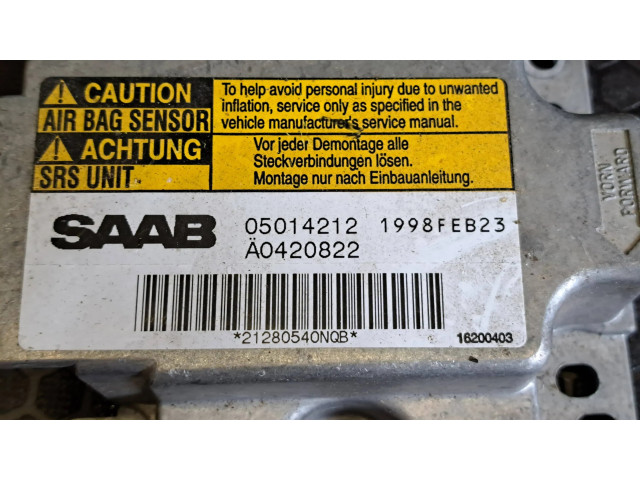 CAUTION
AIR BAG SENSOR
To help avoid personal injury due to unwanted
inflation, service only as specified in the
vehicle manufacturer's service manual.
ACHTUNG
SRS UNIT
Vor jeder Demontage alle
Steckverbindungen lösen.
Montage nur nach Einbauanleitung.
SAAB 05014212 1998FEB23
Ä0420822
*21280540NQB*
16200403
VORN
FORWARD